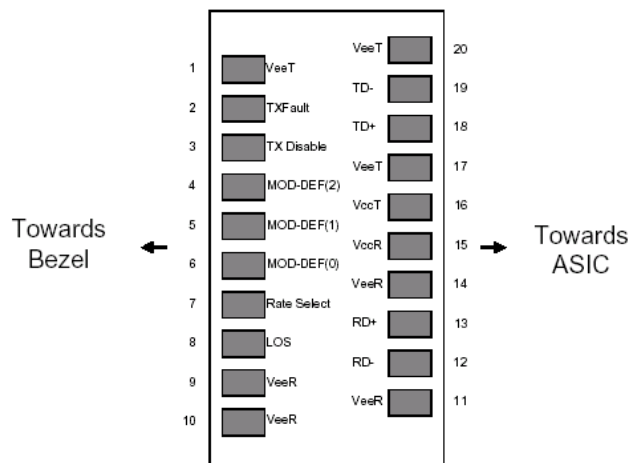 VeeT 20
1 VeeT
TD- 19
2 TXFault
TD+ 18
3 TX Disable
VeeT 17
4 MOD-DEF(2)
VccT 16
5 MOD-DEF(1)
Towards
Bezel
VccR 15
Towards
ASIC
6 MOD-DEF(0)
VeeR 14
7 Rate Select
RD+ 13
8 LOS
RD- 12
9 VeeR
VeeR 11
10 VeeR